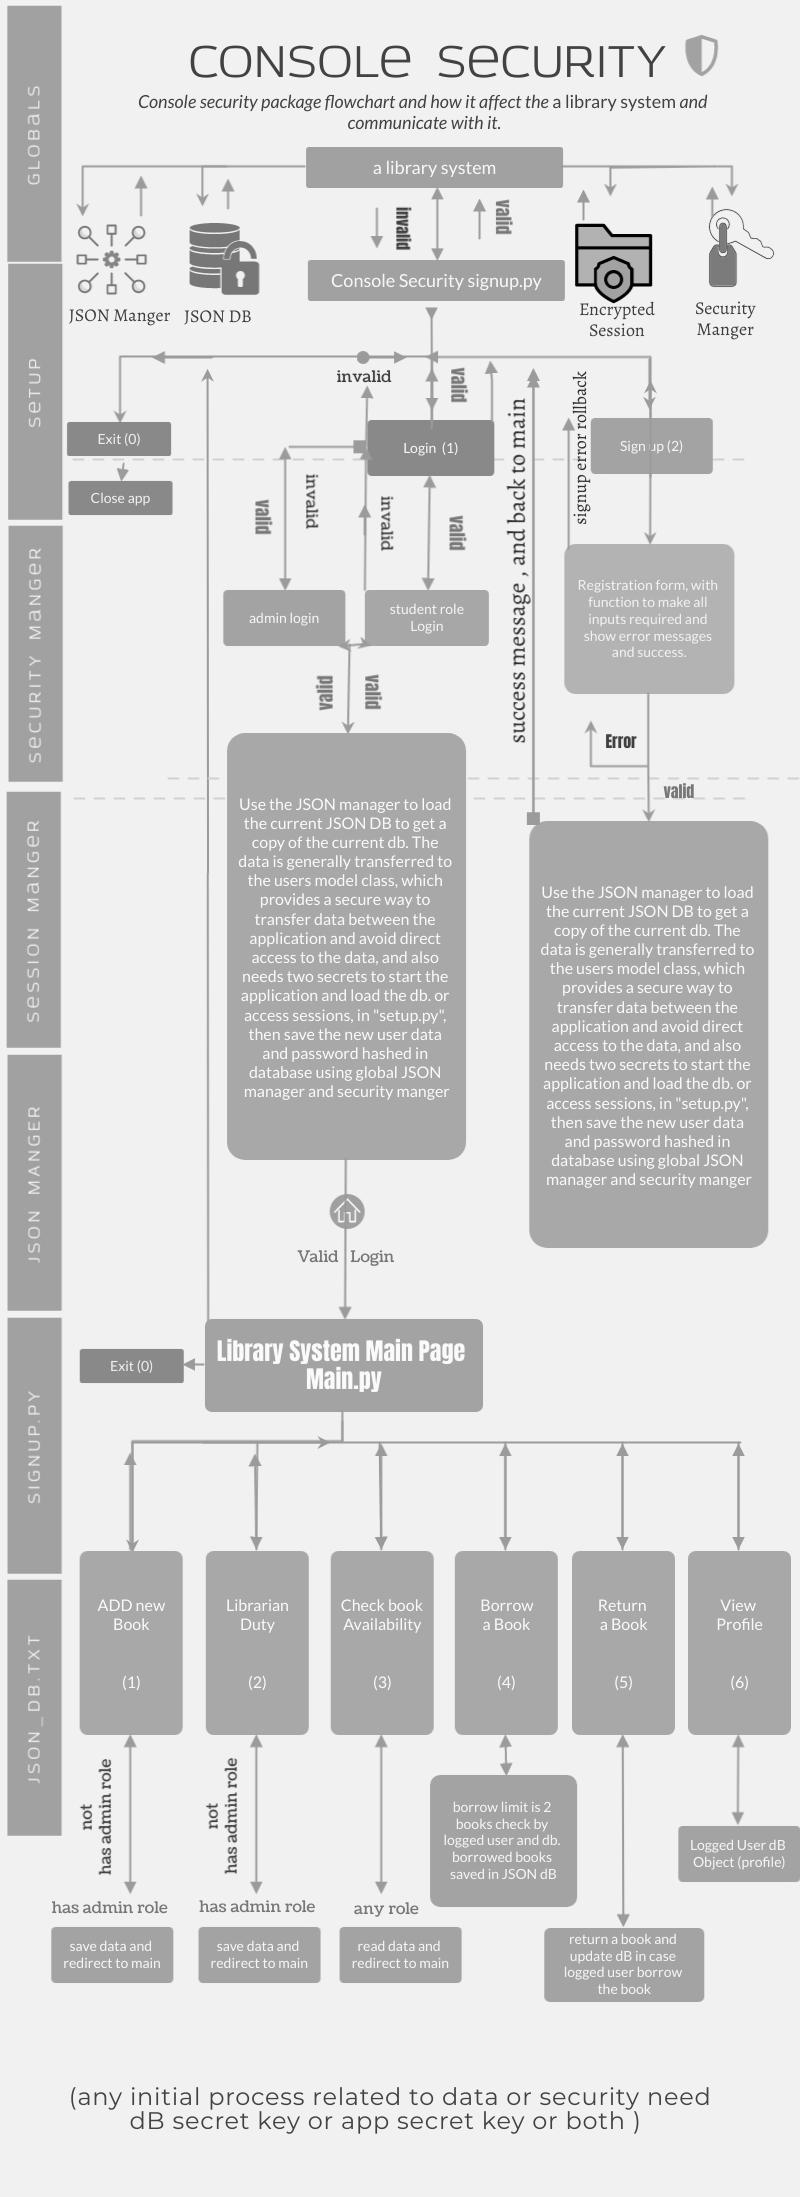 CONSOLE SECURITY
Console security package flowchart and how it affect the a library system and
communicate with it.
GLOBALS
a library system
invalid
valid
Console Security signup.py
JSON Manger
JSON DB
Encrypted
Session
Security
Manger
SETUP
invalid
valid
Exit (0)
Close app
Login (1)
Sign up (2)
signup error rollback
success message , and back to main
valid
invalid
invalid
valid
SECURITY MANGER
admin login
student role
Login
Registration form, with
function to make all
inputs required and
show error messages
and success.
valid
valid
Error
valid
SESSION MANGER
Use the JSON manager to load
the current JSON DB to get a
copy of the current db. The
data is generally transferred to
the users model class, which
provides a secure way to
transfer data between the
application and avoid direct
access to the data, and also
needs two secrets to start the
application and load the db. or
access sessions, in "setup.py",
then save the new user data
and password hashed in
database using global JSON
manager and security manger
Use the JSON manager to load
the current JSON DB to get a
copy of the current db. The
data is generally transferred to
the users model class, which
provides a secure way to
transfer data between the
application and avoid direct
access to the data, and also
needs two secrets to start the
application and load the db. or
access sessions, in "setup.py",
then save the new user data
and password hashed in
database using global JSON
manager and security manger
JSON MANGER
Valid Login
SIGNUP.PY
Exit (0)
Library System Main Page
Main.py
JSON_DB.TXT
ADD new
Book
(1)
Librarian
Duty
(2)
Check book
Availability
(3)
Borrow
a Book
(4)
Return
a Book
(5)
View
Profile
(6)
not
has admin role
not
has admin role
borrow limit is 2
books check by
logged user and db.
borrowed books
saved in JSON dB
Logged User dB
Object (profile)
has admin role
has admin role
any role
save data and
redirect to main
save data and
redirect to main
read data and
redirect to main
return a book and
update dB in case
logged user borrow
the book
(any initial process related to data or security need
dB secret key or app secret key or both )